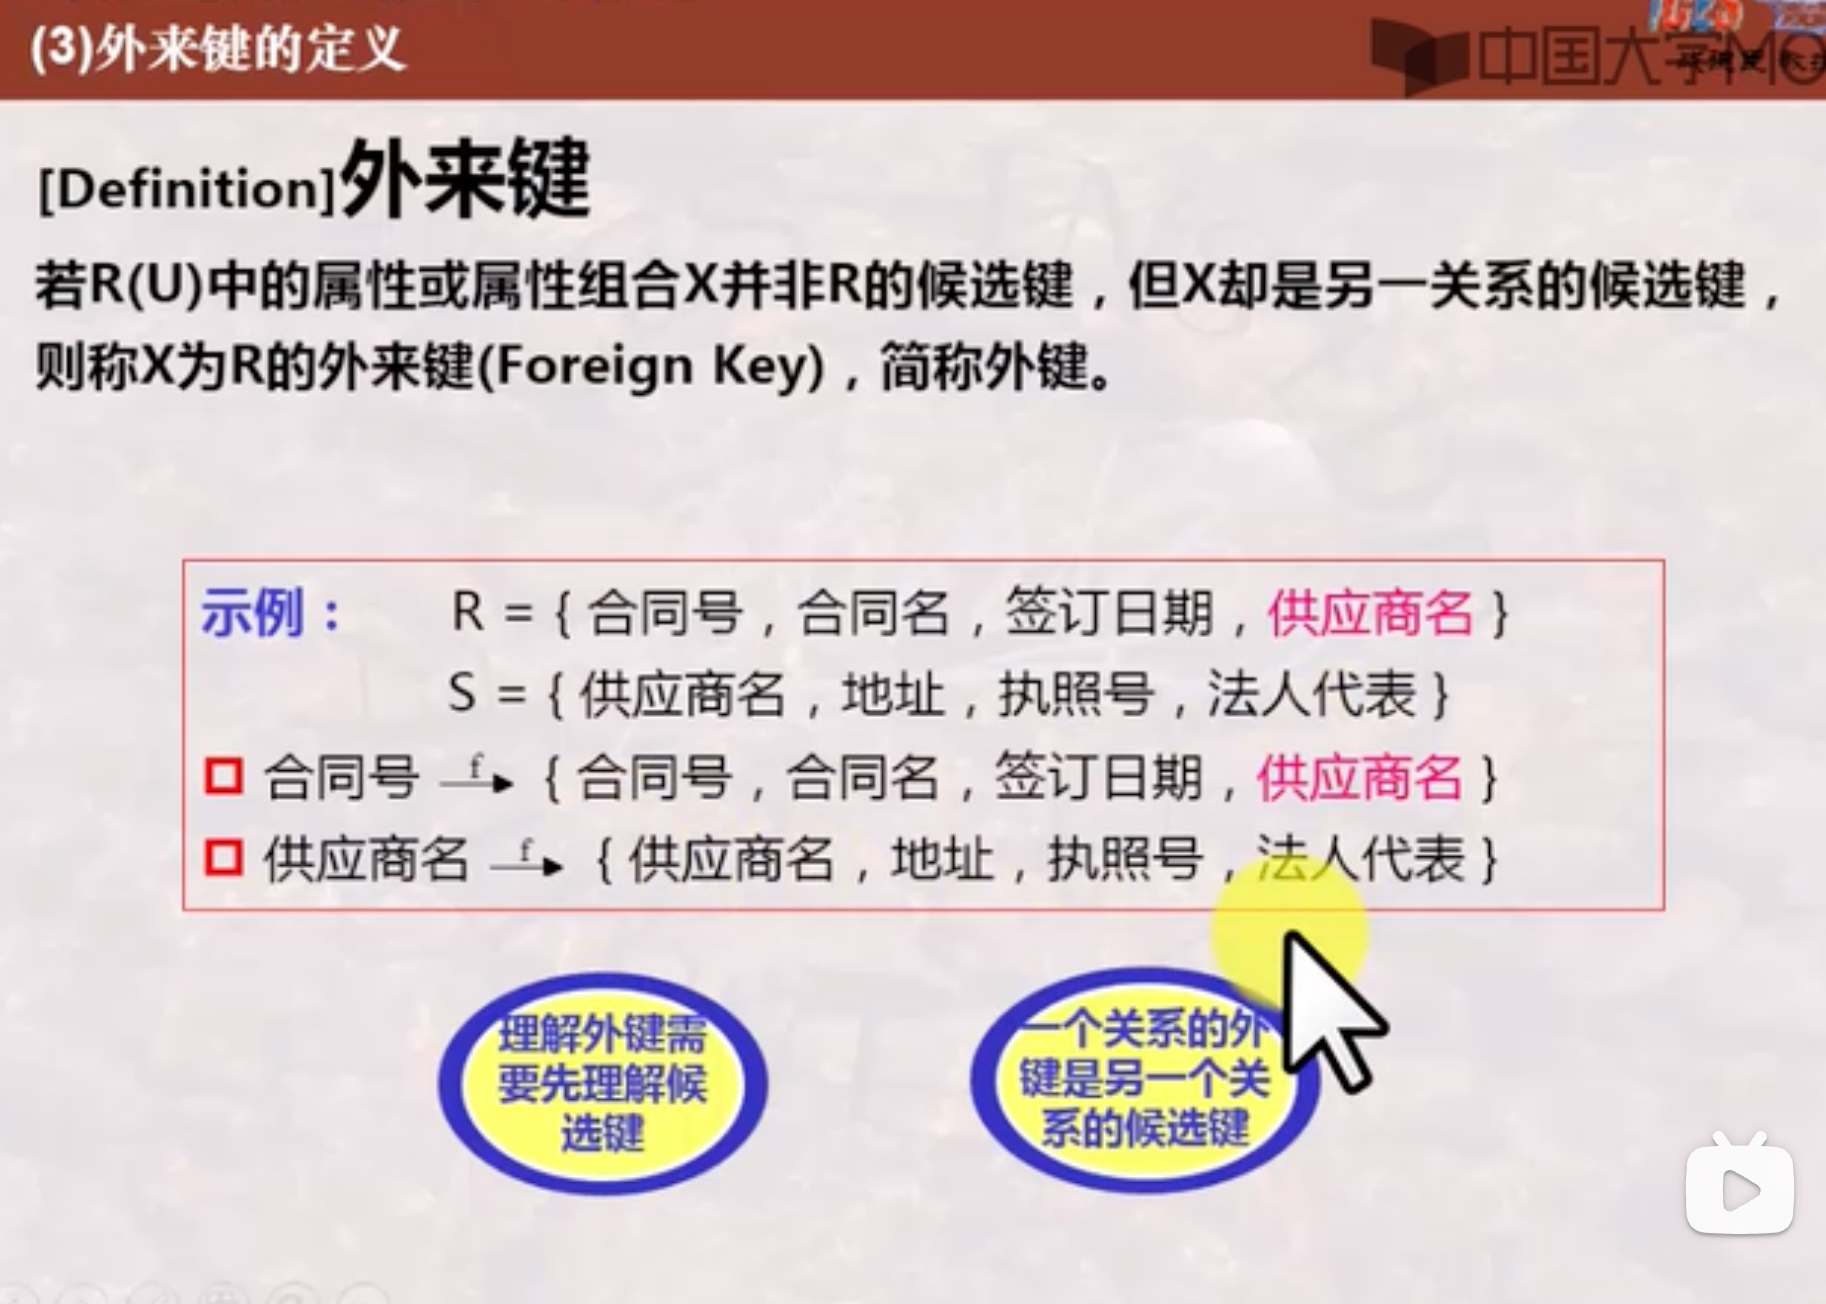 (3)外来键的定义
中国大学MO
[Definition]外来键
若R(U)中的属性或属性组合X并非R的候选键，但X却是另一关系的候选键，
则称X为R的外来键(Foreign Key)，简称外键。
示例： R = { 合同号，合同名，签订日期，供应商名 }
S = { 供应商名，地址，执照号，法人代表 }
合同号 f { 合同号，合同名，签订日期，供应商名 }
供应商名 f { 供应商名，地址，执照号，法人代表 }
理解外键需
要先理解候
选键
一个关系的外
键是另一个关
系的候选键